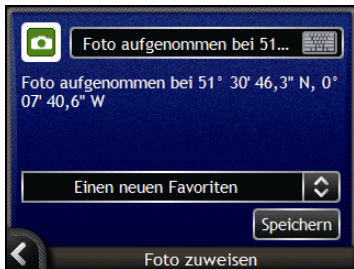 Foto aufgenommen bei 51...
Foto aufgenommen bei 51° 30' 46,3" N, 0°
07' 40,6" W
Einen neuen Favoriten
Speichern
Foto zuweisen